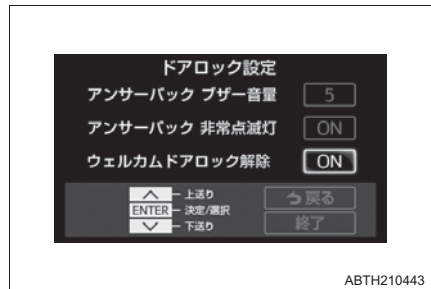 ドアロック設定
アンサーバック ブザー音量 5
アンサーバック 非常点滅灯 ON
ウェルカムドアロック解除 ON
上送り
ENTER 決定/選択
下送り
戻る
終了
ABTH210443